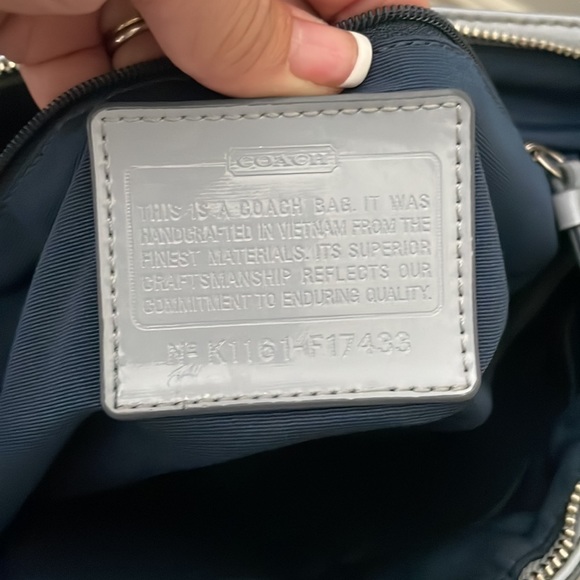 COACH
THIS IS A COACH BAG. IT WAS
HANDCRAFTED IN VIETNAM FROM THE
FINEST MATERIALS. ITS SUPERIOR
CRAFTSMANSHIP REFLECTS OUR
COMMITMENT TO ENDURING QUALITY.
Nº K1161-F17433